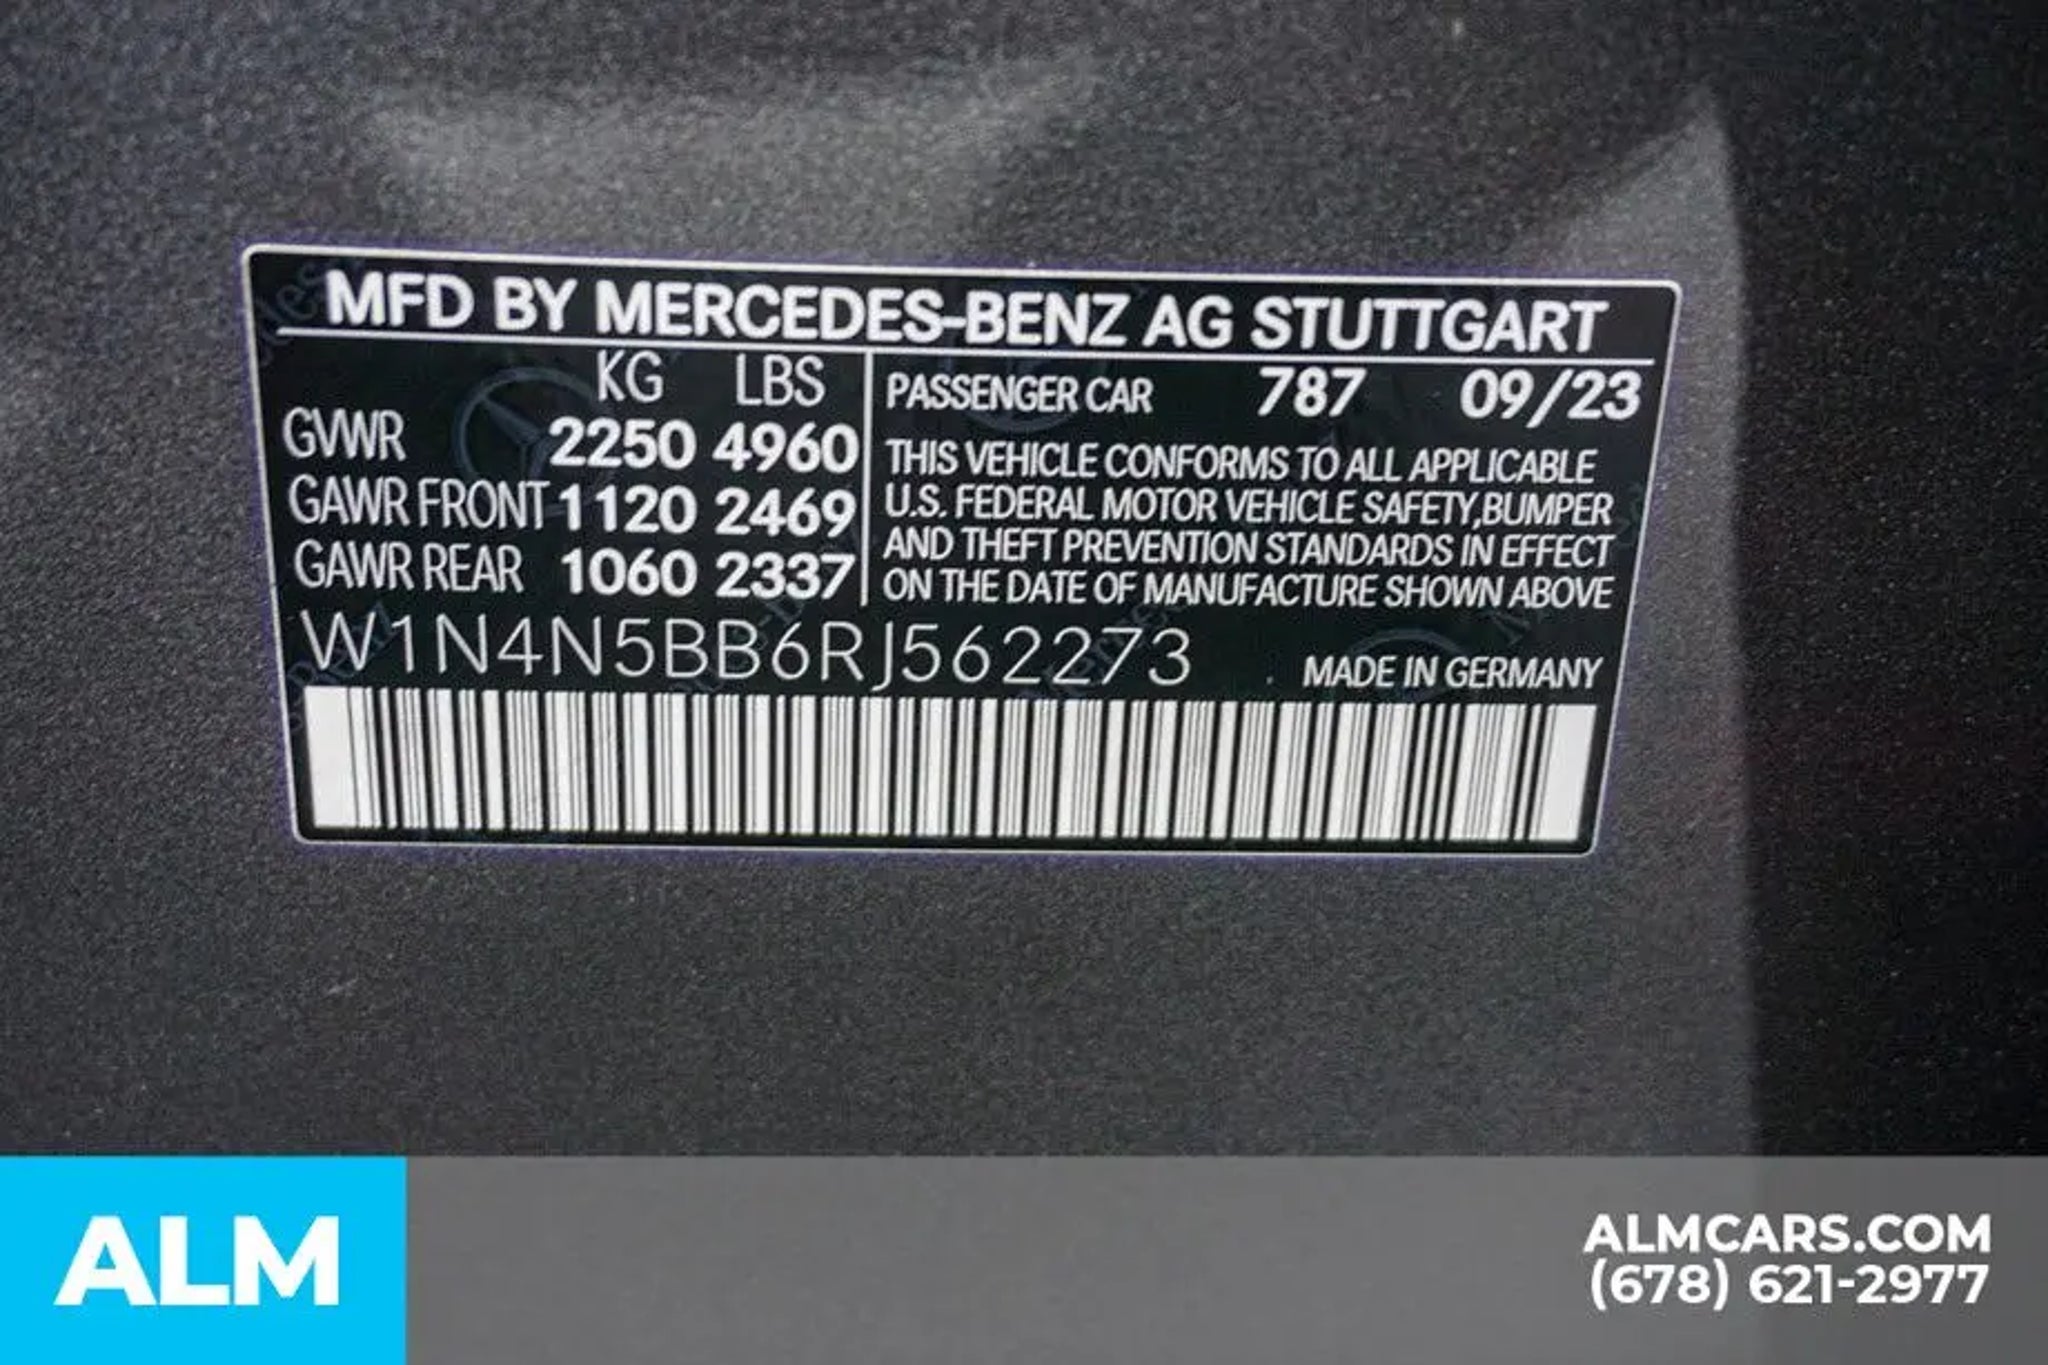 MFD BY MERCEDES-BENZ AG STUTTGART
KG LBS
GVWR 2250 4960
GAWR FRONT 1120 2469
GAWR REAR 1060 2337
PASSENGER CAR 787 09/23
THIS VEHICLE CONFORMS TO ALL APPLICABLE
U.S. FEDERAL MOTOR VEHICLE SAFETY,BUMPER
AND THEFT PREVENTION STANDARDS IN EFFECT
ON THE DATE OF MANUFACTURE SHOWN ABOVE
W1N4N5BB6RJ562273
MADE IN GERMANY
ALM
ALMCARS.COM
(678) 621-2977